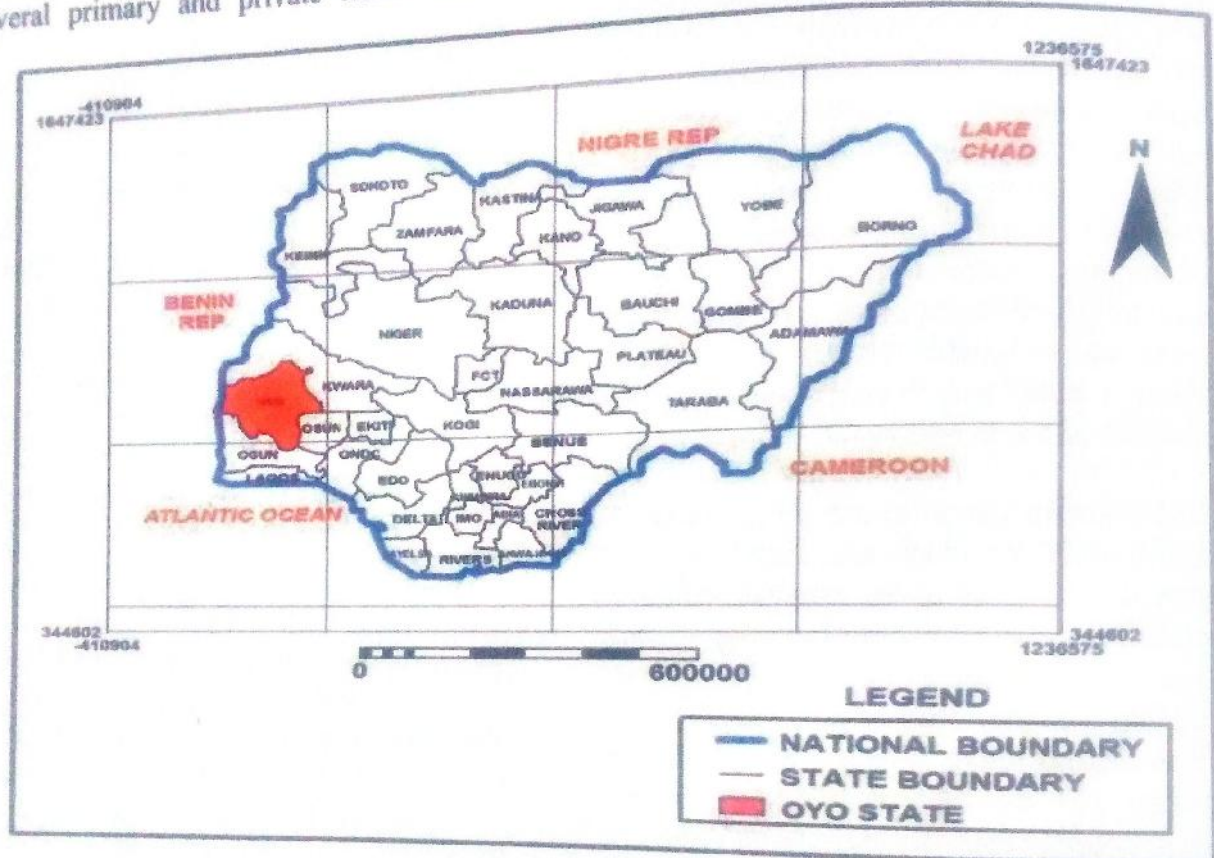 veral primary and private
1236575
1647423
-410904
1647423
NIGRE REP
LAKE
CHAD
N
SOKOTO
KASTINA
JIGAWA
YOBE
ZAMFARA
KANO
BORNO
KEBBI
BENIN
REP
KADUNA
BAUCHI
GOMBE
NIGER
ADAMAWA
PLATEAU
FCT
KWARA
NASSARAWA
TARABA
OSUN
EKITI
KOGI
BENUE
OGUN
ONDO
CAMEROON
LAGOS
EDO
ENUGU
EBONYI
ANAMBRA
ATLANTIC OCEAN
DELTA
IMO
ABIA
CROSS
RIVER
RIVERS
344602
-410904
344602
1236575
0
600000
LEGEND
NATIONAL BOUNDARY
STATE BOUNDARY
OYO STATE